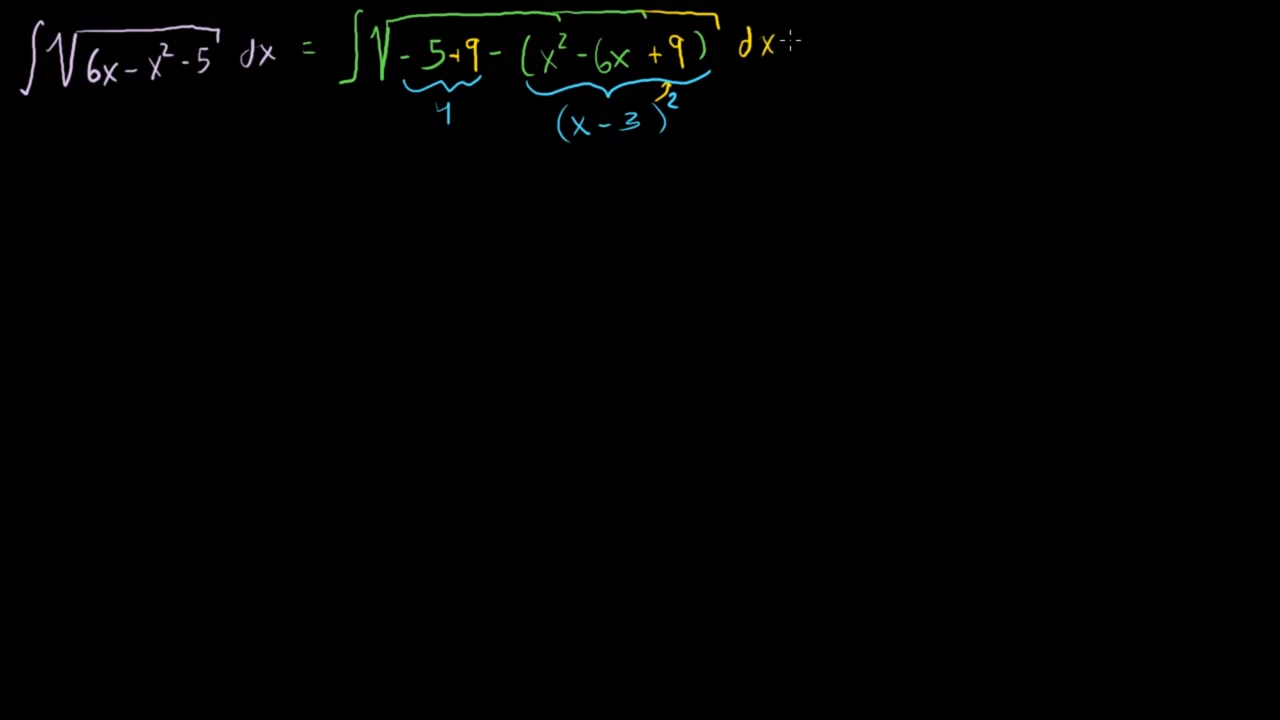 ∫√(6x - x² - 5) dx = ∫√(-5+9 - (x² - 6x + 9)) dx
4 (x - 3)²